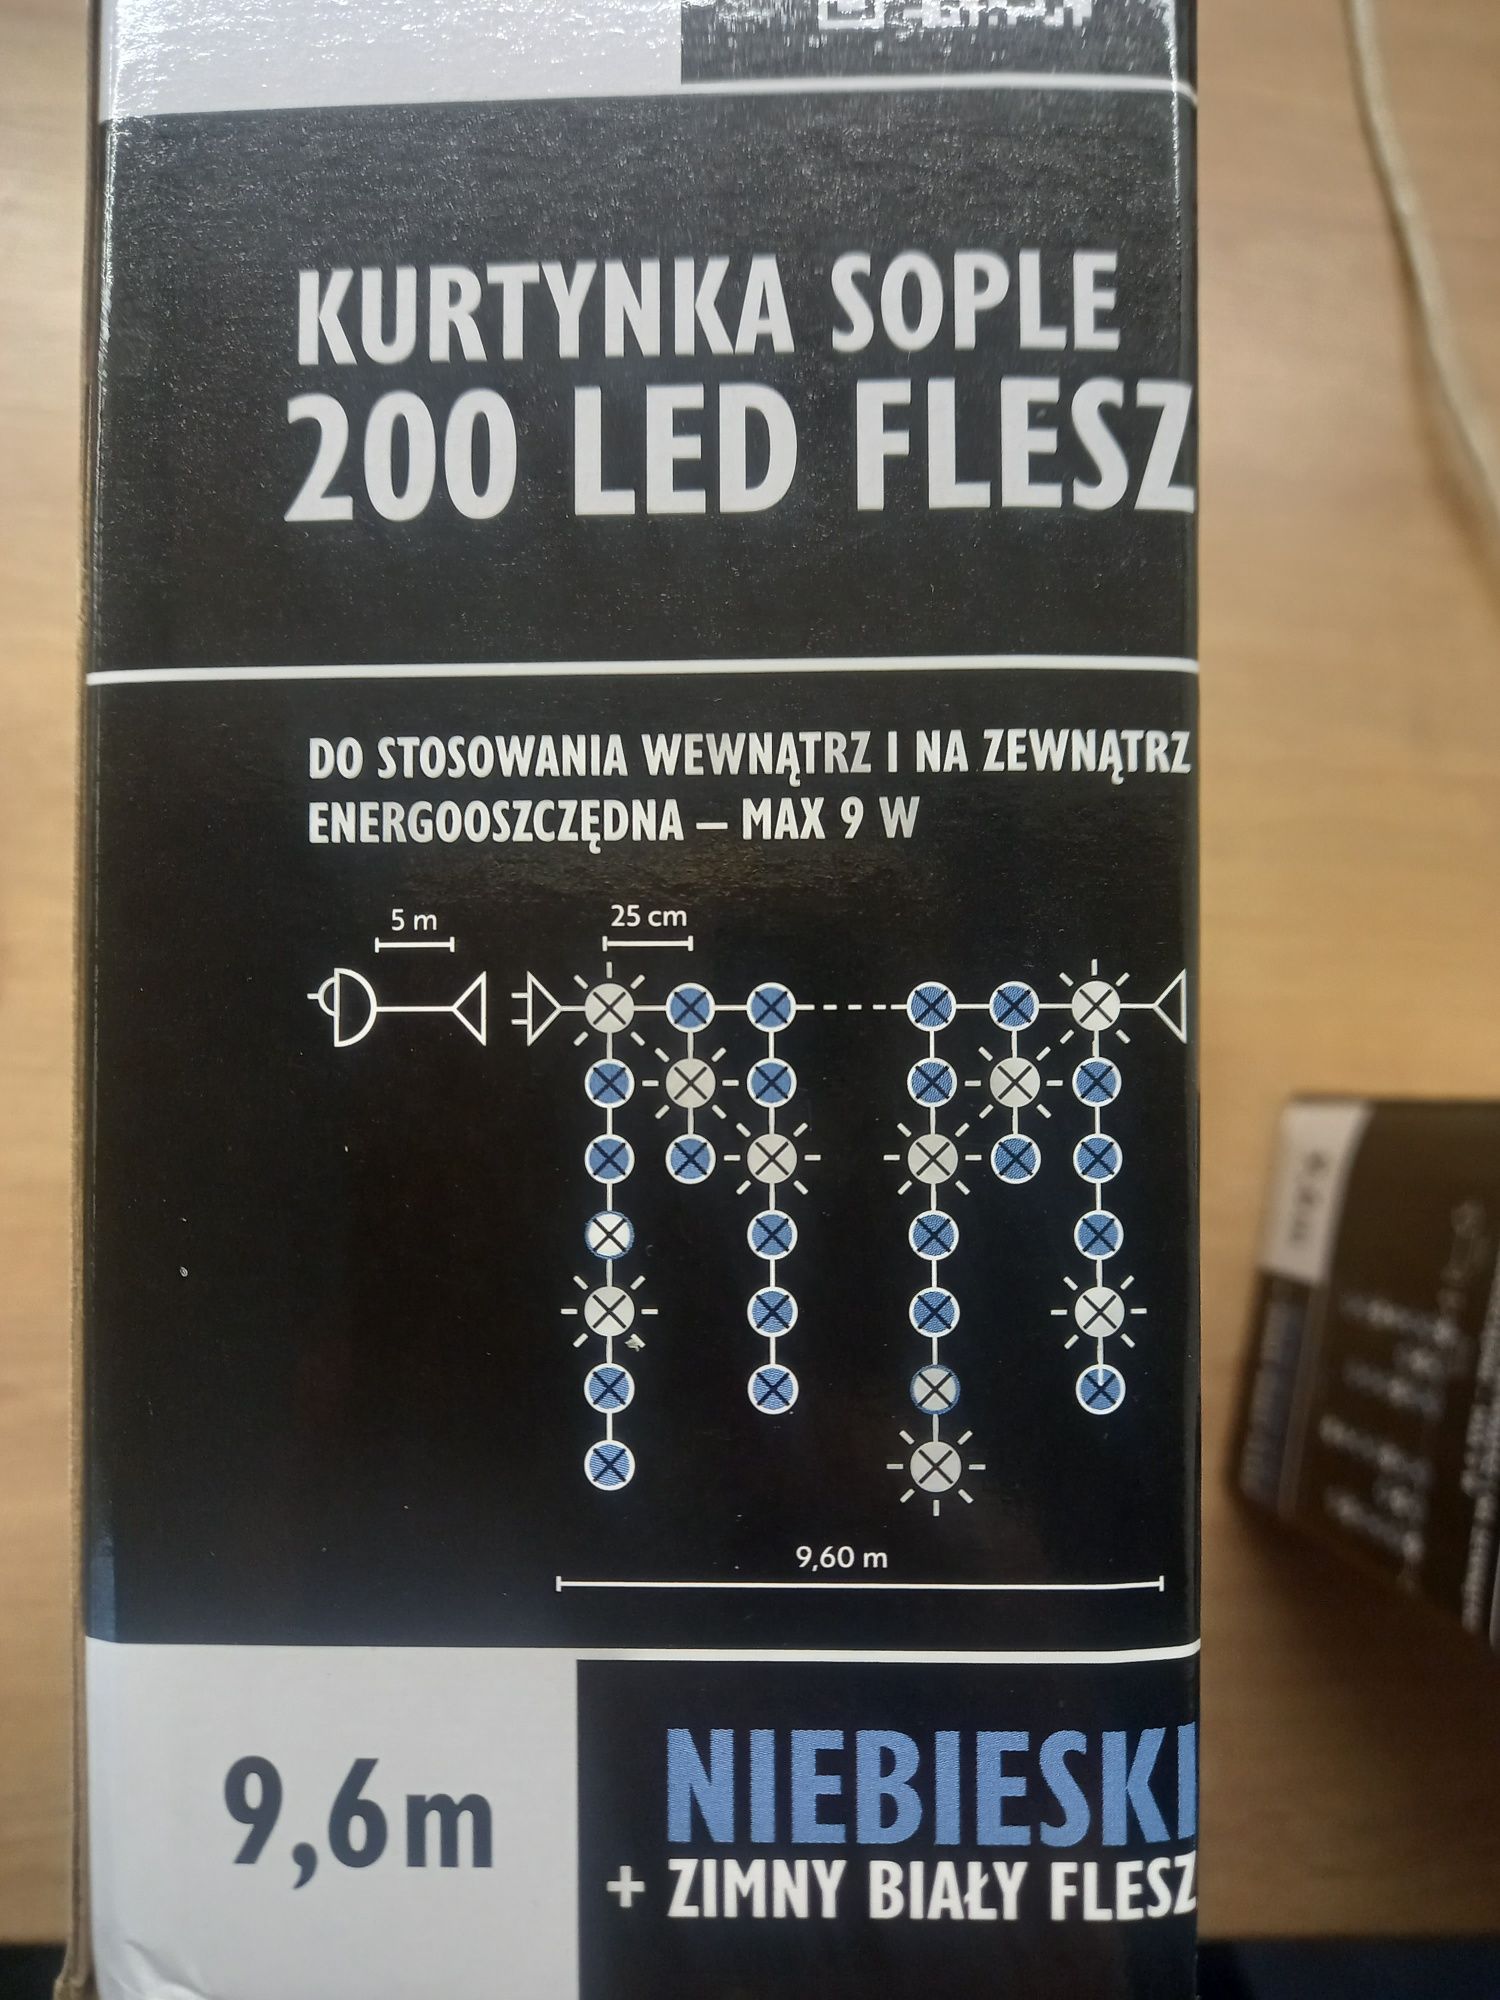 KURTYNKA SOPLE
200 LED FLESZ
DO STOSOWANIA WEWNĄTRZ I NA ZEWNĄTRZ
ENERGOOSZCZĘDNA – MAX 9 W
5 m
25 cm
9,60 m
9,6m
NIEBIESKI
+ ZIMNY BIAŁY FLESZ